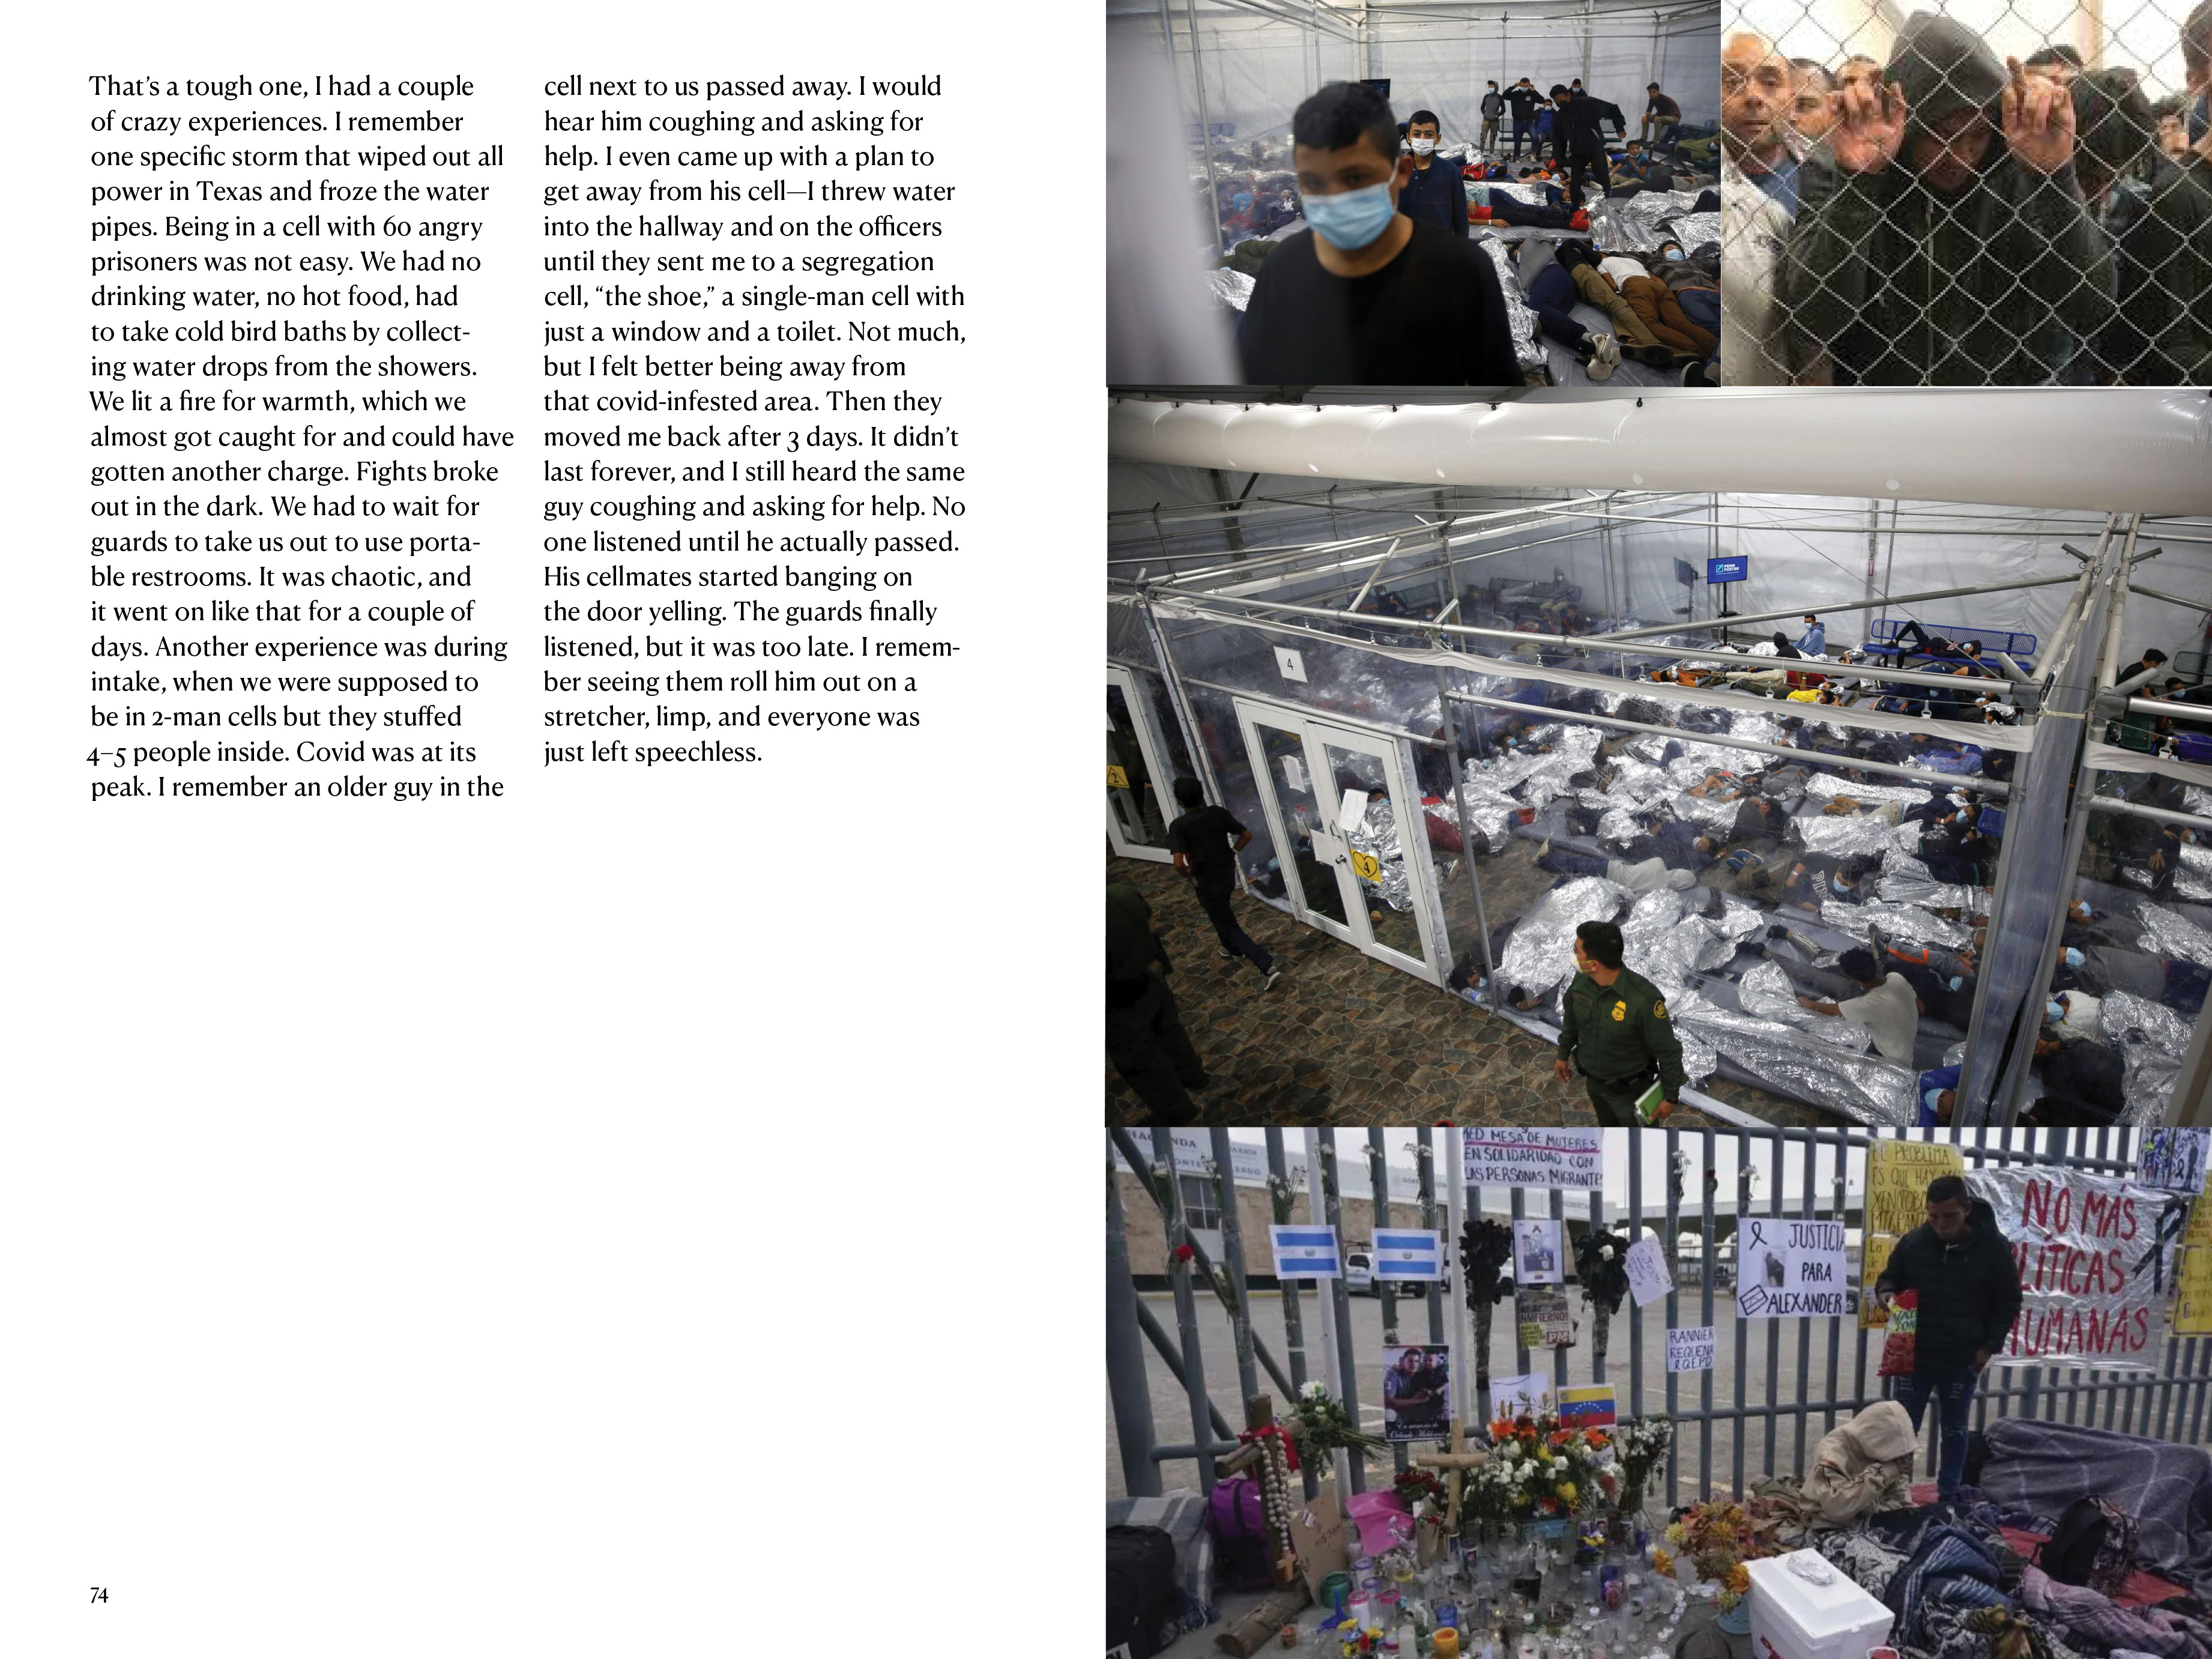 That’s a tough one, I had a couple
of crazy experiences. I remember
one specific storm that wiped out all
power in Texas and froze the water
pipes. Being in a cell with 60 angry
prisoners was not easy. We had no
drinking water, no hot food, had
to take cold bird baths by collect-
ing water drops from the showers.
We lit a fire for warmth, which we
almost got caught for and could have
gotten another charge. Fights broke
out in the dark. We had to wait for
guards to take us out to use porta-
ble restrooms. It was chaotic, and
it went on like that for a couple of
days. Another experience was during
intake, when we were supposed to
be in 2-man cells but they stuffed
4–5 people inside. Covid was at its
peak. I remember an older guy in the
cell next to us passed away. I would
hear him coughing and asking for
help. I even came up with a plan to
get away from his cell—I threw water
into the hallway and on the officers
until they sent me to a segregation
cell, “the shoe,” a single-man cell with
just a window and a toilet. Not much,
but I felt better being away from
that covid-infested area. Then they
moved me back after 3 days. It didn’t
last forever, and I still heard the same
guy coughing and asking for help. No
one listened until he actually passed.
His cellmates started banging on
the door yelling. The guards finally
listened, but it was too late. I remem-
ber seeing them roll him out on a
stretcher, limp, and everyone was
just left speechless.
74
4
4
RED MESA DE MUJERES
EN SOLIDARIDAD CON
LAS PERSONAS MIGRANTE
EL PROBLEMA
ES QUE HAY
JUSTICIA
PARA
ALEXANDER
RANNIER
REQUENA
Q.E.P.D
PM
NO MÁS
LÍTICAS
HUMANAS